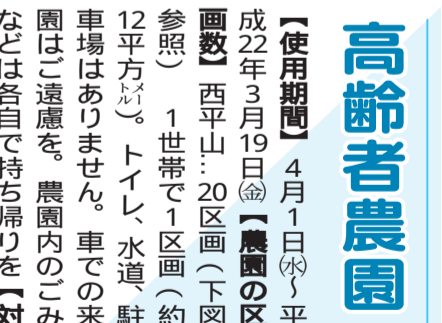 高齢者農園
【使用期間】 4月1日㈬～平
成22年3月19日㈮【農園の区
画数】 西平山…20区画(下図
参照) 1世帯で1区画(約
12平方㍍)。トイレ、水道、駐
車場はありません。車での来
園はご遠慮を。農園内のごみ
などは各自で持ち帰りを【対